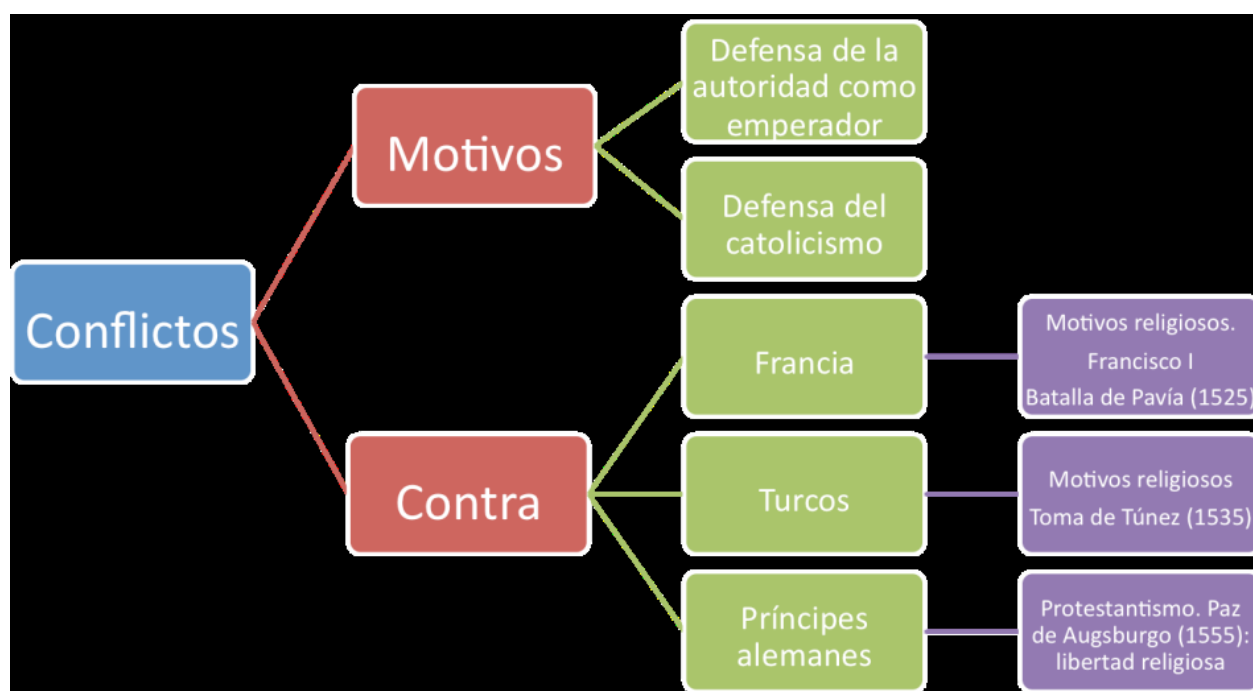 Conflictos
Motivos
Defensa de la
autoridad como
emperador
Defensa del
catolicismo
Contra
Francia
Motivos religiosos.
Francisco I
Batalla de Pavía (1525)
Turcos
Motivos religiosos
Toma de Túnez (1535)
Príncipes
alemanes
Protestantismo. Paz
de Augsburgo (1555):
libertad religiosa